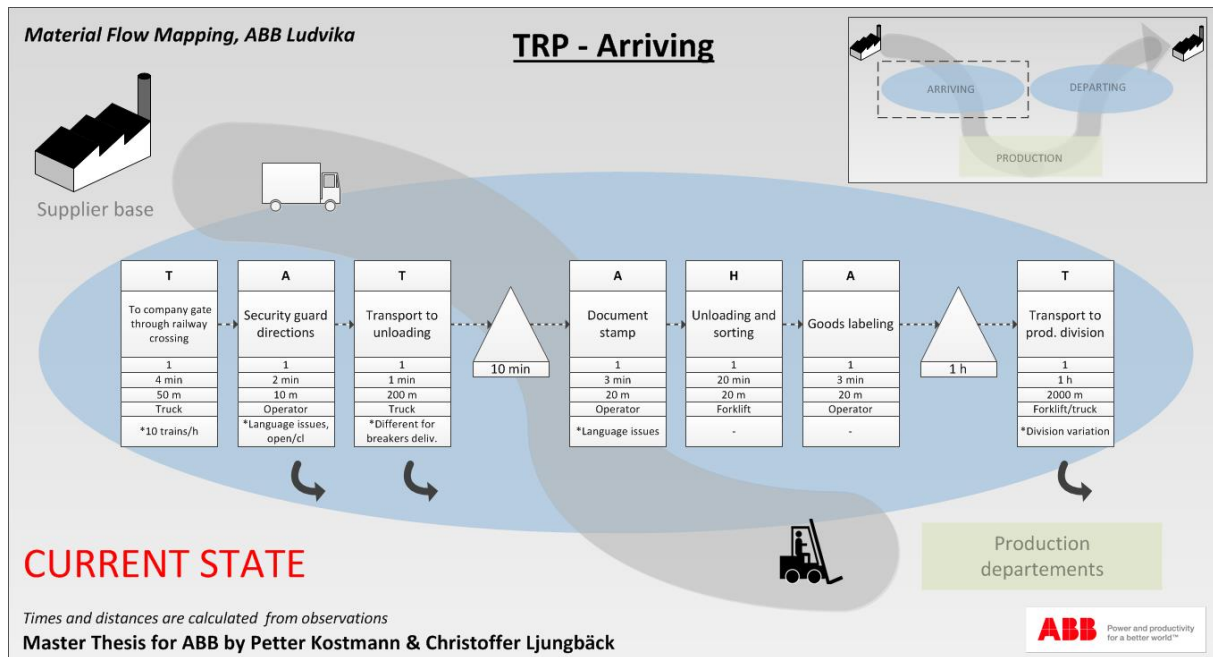 Material Flow Mapping, ABB Ludvika
TRP - Arriving
ARRIVING
DEPARTING
PRODUCTION
Supplier base
T
To company gate
through railway
crossing
1
4 min
50 m
Truck
*10 trains/h
A
Security guard
directions
1
2 min
10 m
Operator
*Language issues,
open/cl
T
Transport to
unloading
1
1 min
200 m
Truck
*Different for
breakers deliv.
10 min
A
Document
stamp
1
3 min
20 m
Operator
*Language issues
H
Unloading and
sorting
1
20 min
20 m
Forklift
-
A
Goods labeling
1
3 min
20 m
Operator
-
1 h
T
Transport to
prod. division
1
1 h
2000 m
Forklift/truck
*Division variation
CURRENT STATE
Production
departements
Times and distances are calculated from observations
Master Thesis for ABB by Petter Kostmann & Christoffer Ljungbäck
ABB
Power and productivity
for a better world™